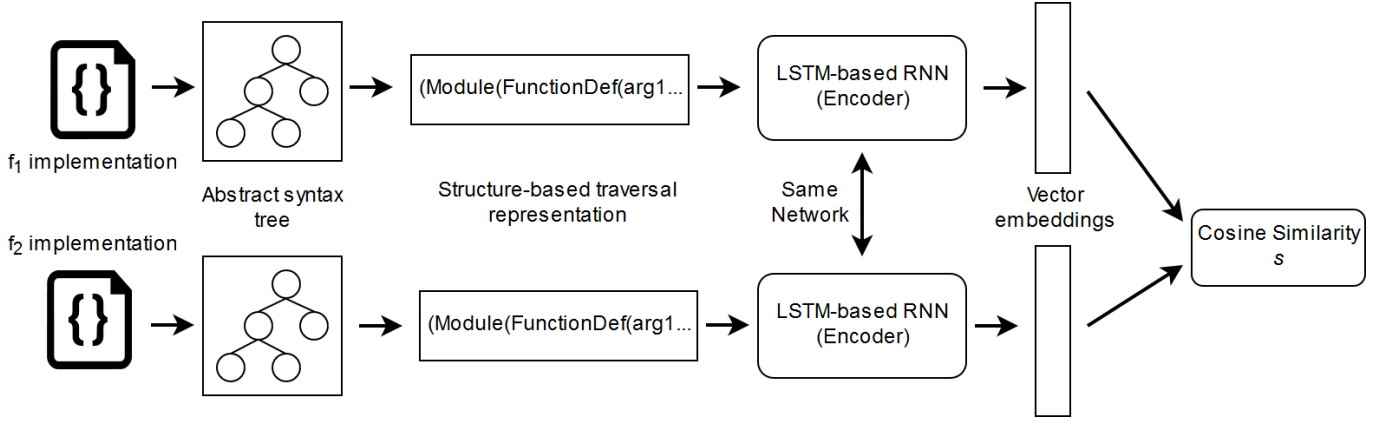 {}
(Module(FunctionDef(arg1...
LSTM-based RNN
(Encoder)
f₁ implementation
Abstract syntax
tree
Structure-based traversal
representation
Same
Network
Vector
embeddings
f₂ implementation
Cosine Similarity
s
{}
(Module(FunctionDef(arg1...
LSTM-based RNN
(Encoder)